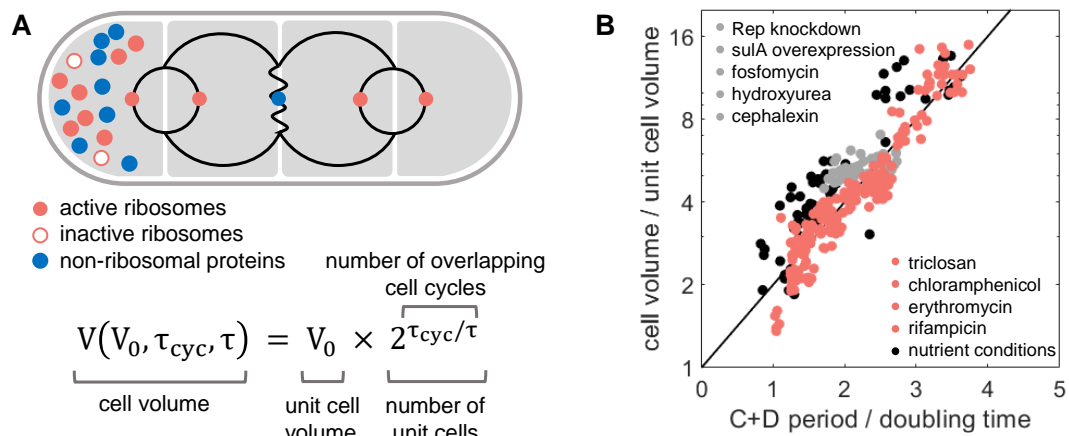 A
active ribosomes
inactive ribosomes
non-ribosomal proteins
number of overlapping
cell cycles
V(V₀, τcyc, τ) = V₀ × 2^τcyc/τ
cell volume
unit cell
volume
number of
unit cells
B
cell volume / unit cell volume
16
8
4
2
1
Rep knockdown
sulA overexpression
fosfomycin
hydroxyurea
cephalexin
triclosan
chloramphenicol
erythromycin
rifampicin
nutrient conditions
0
1
2
3
4
5
C+D period / doubling time